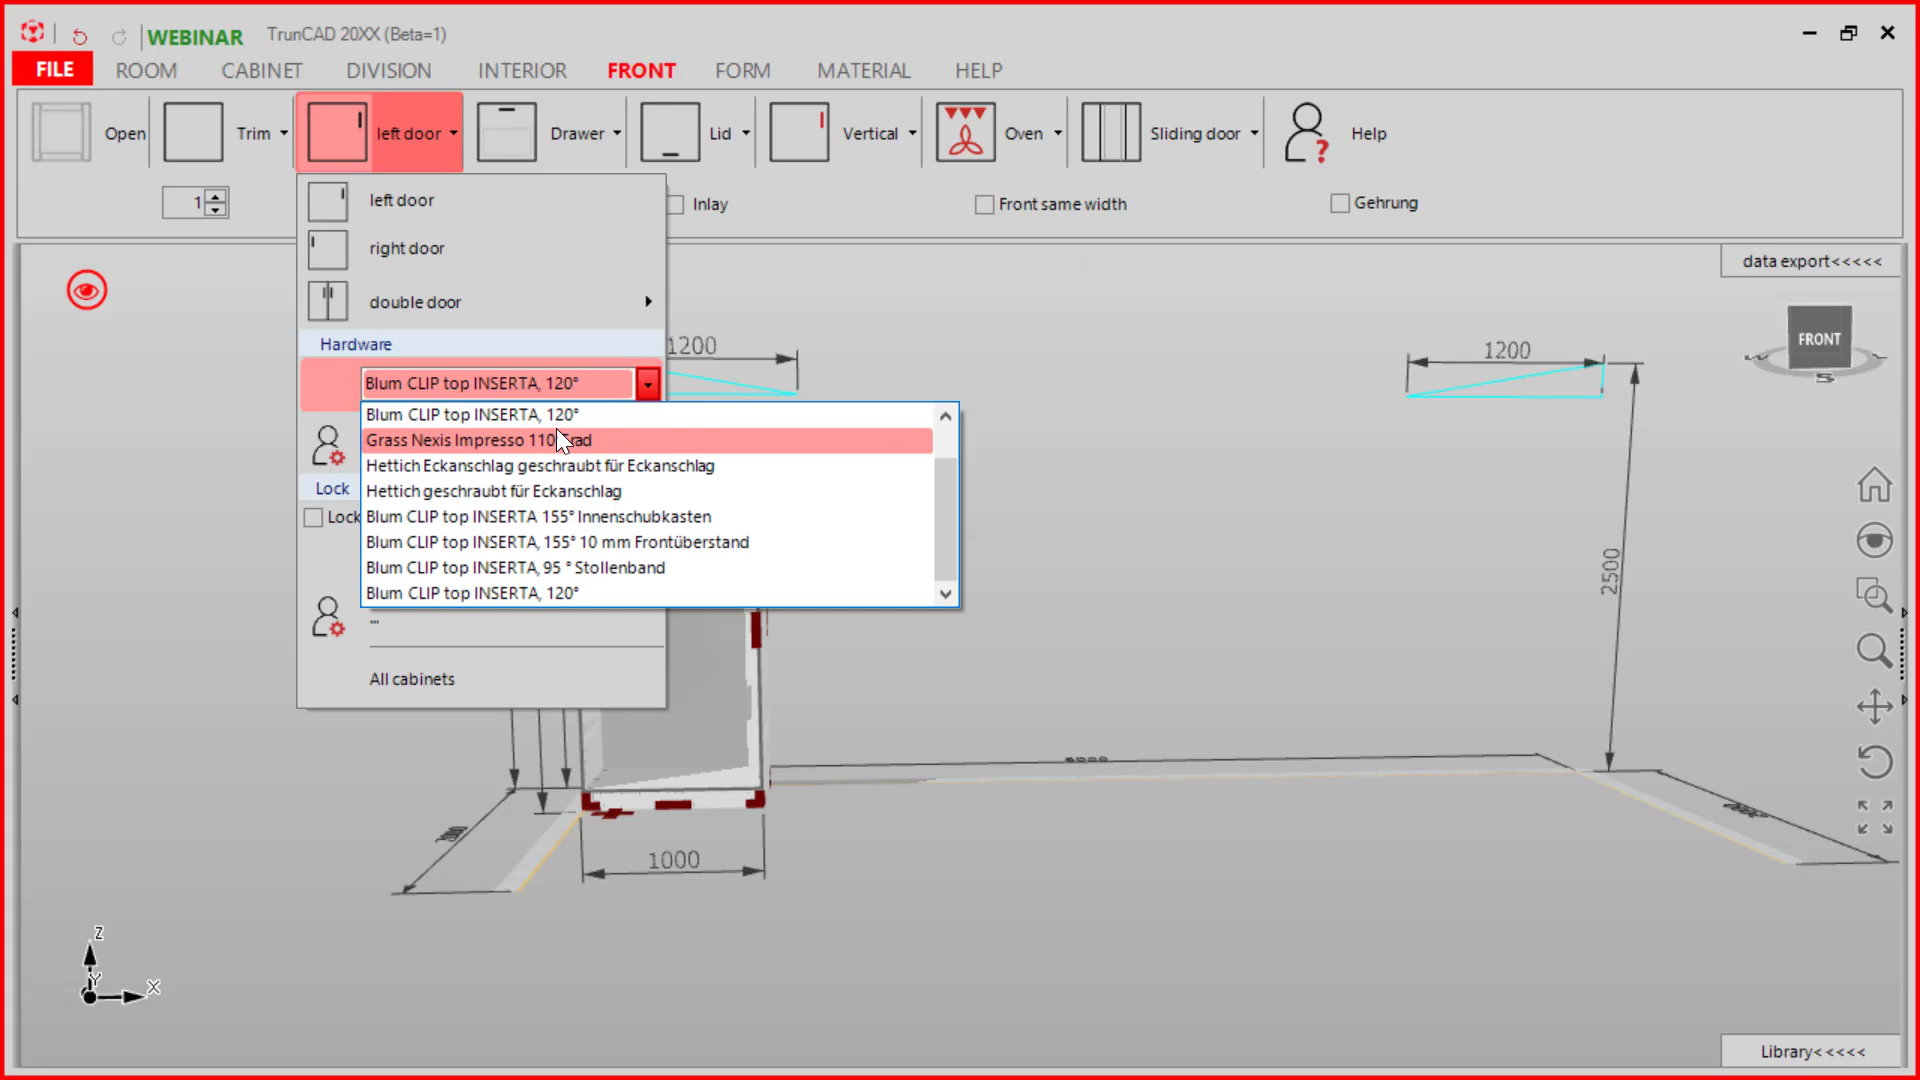 WEBINAR TrunCAD 20XX (Beta=1)
FILE ROOM CABINET DIVISION INTERIOR FRONT FORM MATERIAL HELP
Open Trim left door Drawer Lid Vertical Oven Sliding door Help
1 Inlay Front same width Gehrung
left door
right door
double door
Hardware
Blum CLIP top INSERTA, 120°
Blum CLIP top INSERTA, 120°
Grass Nexis Impresso 110 Grad
Hettich Eckanschlag geschraubt für Eckanschlag
Hettich geschraubt für Eckanschlag
Blum CLIP top INSERTA 155° Innenschubkasten
Blum CLIP top INSERTA, 155° 10 mm Frontüberstand
Blum CLIP top INSERTA, 95 ° Stollenband
Blum CLIP top INSERTA, 120°
Lock
Lock
...
All cabinets
data export<<<<<
FRONT
S
1200
1200
2500
1000
Z
Y
X
Library<<<<<